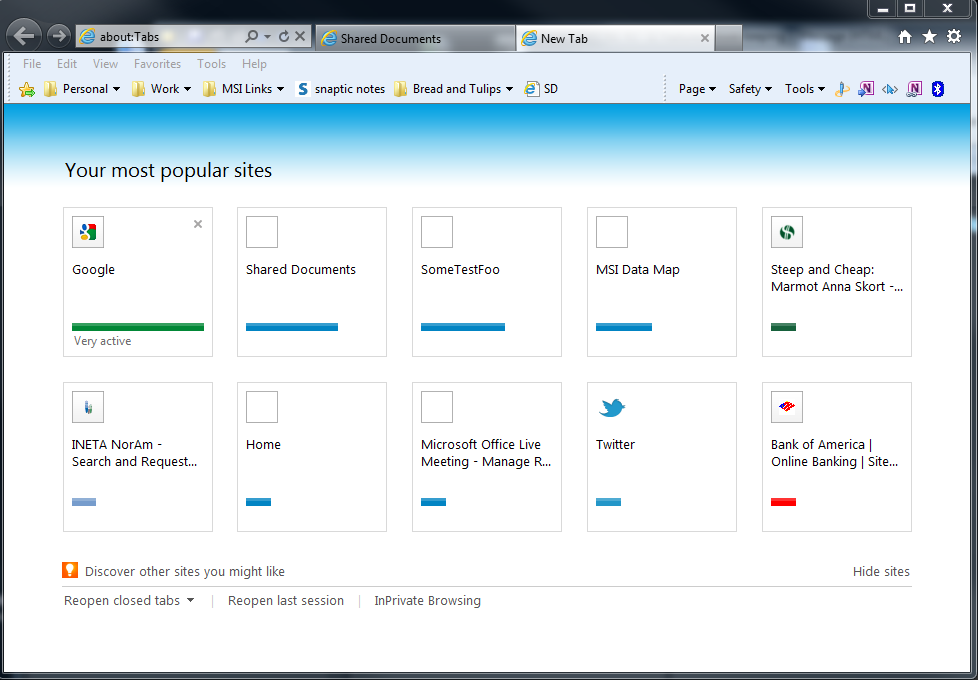 about:Tabs
Shared Documents
New Tab
File Edit View Favorites Tools Help
Personal Work MSI Links S snaptic notes Bread and Tulips SD Page Safety Tools
Your most popular sites
Google
Very active
Shared Documents
SomeTestFoo
MSI Data Map
Steep and Cheap:
Marmot Anna Skort -...
INETA NorAm -
Search and Request...
Home
Microsoft Office Live
Meeting - Manage R...
Twitter
Bank of America |
Online Banking | Site...
Discover other sites you might like
Hide sites
Reopen closed tabs | Reopen last session | InPrivate Browsing